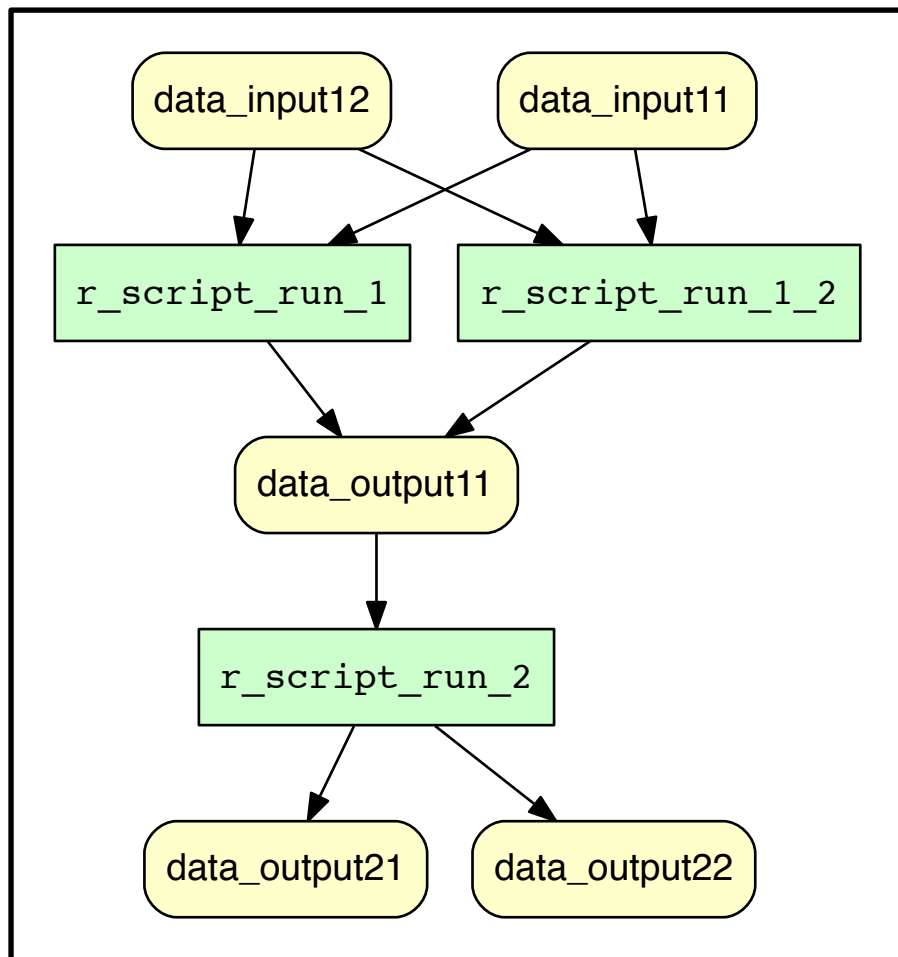 data_input12
data_input11
r_script_run_1
r_script_run_1_2
data_output11
r_script_run_2
data_output21
data_output22